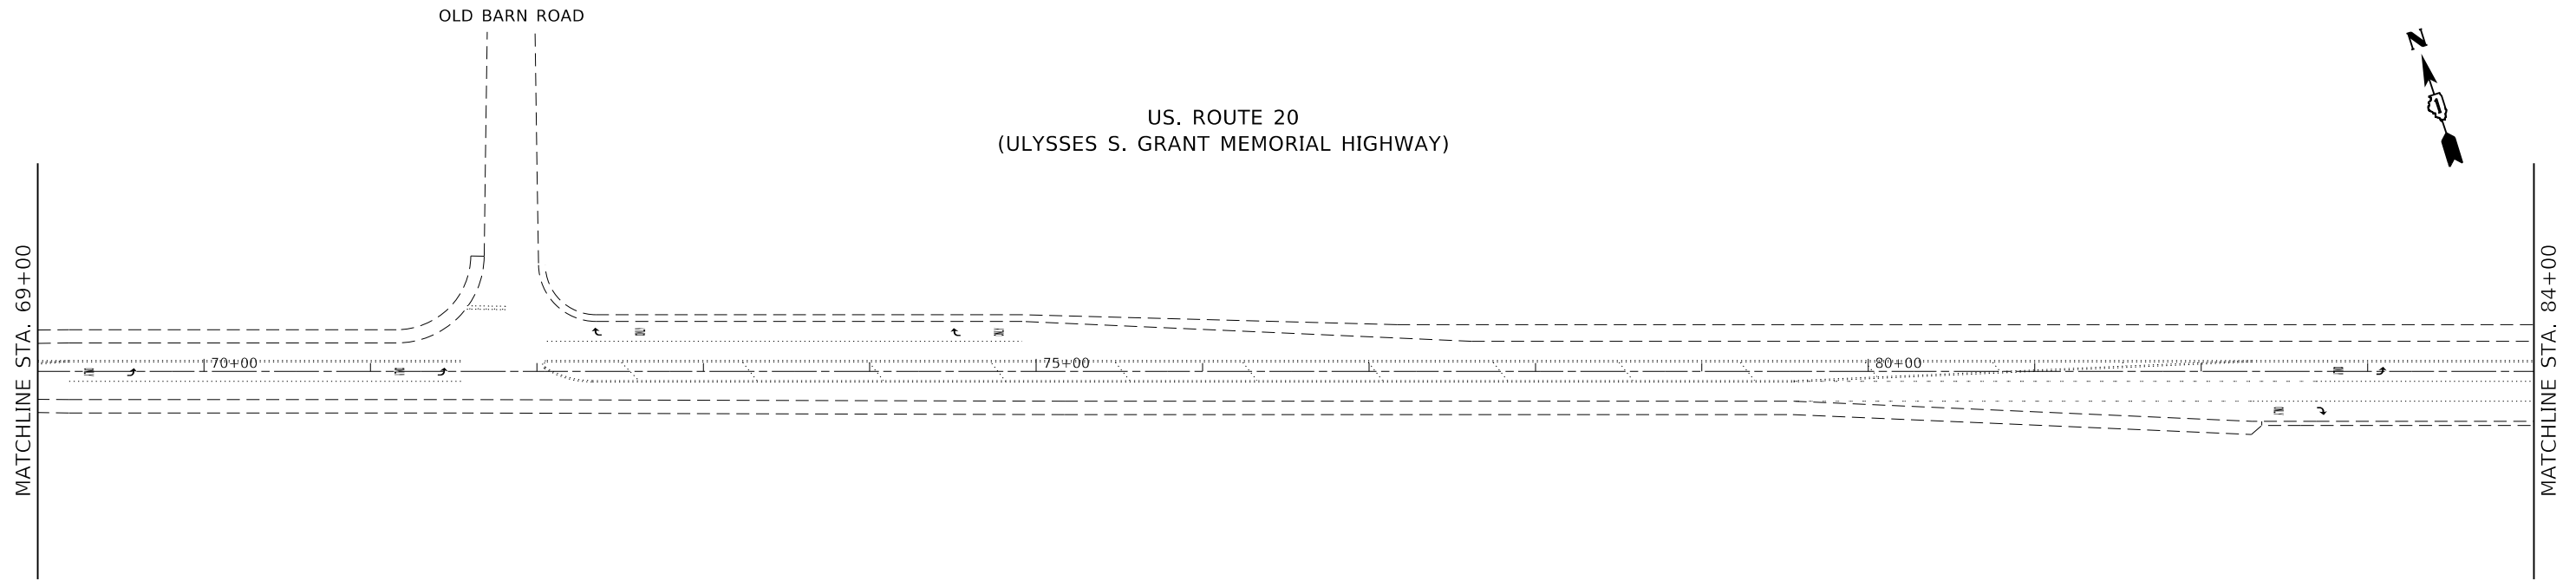 OLD BARN ROAD
N
US. ROUTE 20
(ULYSSES S. GRANT MEMORIAL HIGHWAY)
MATCHLINE STA. 69+00
70+00
75+00
80+00
MATCHLINE STA. 84+00